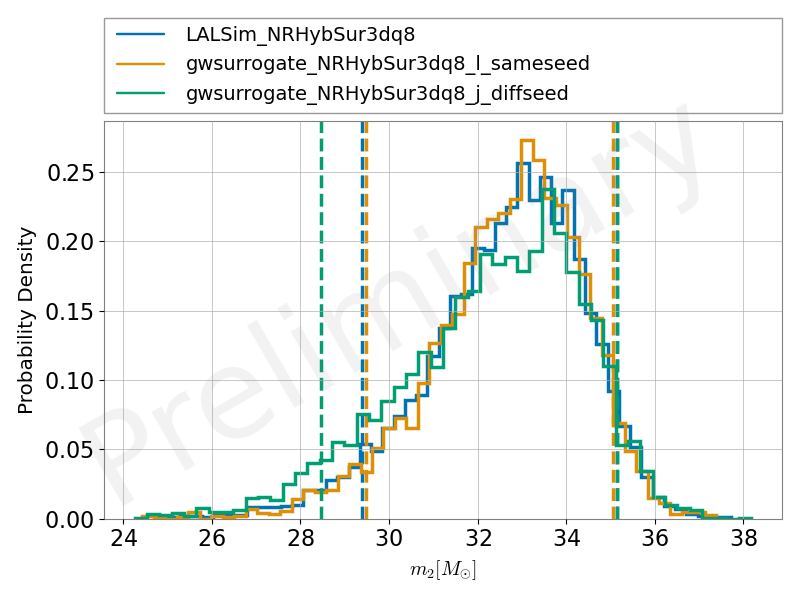 LALSim_NRHybSur3dq8
gwsurrogate_NRHybSur3dq8_l_sameseed
gwsurrogate_NRHybSur3dq8_j_diffseed
Preliminary
Probability Density
0.25
0.20
0.15
0.10
0.05
0.00
24 26 28 30 32 34 36 38
m₂[M⊙]